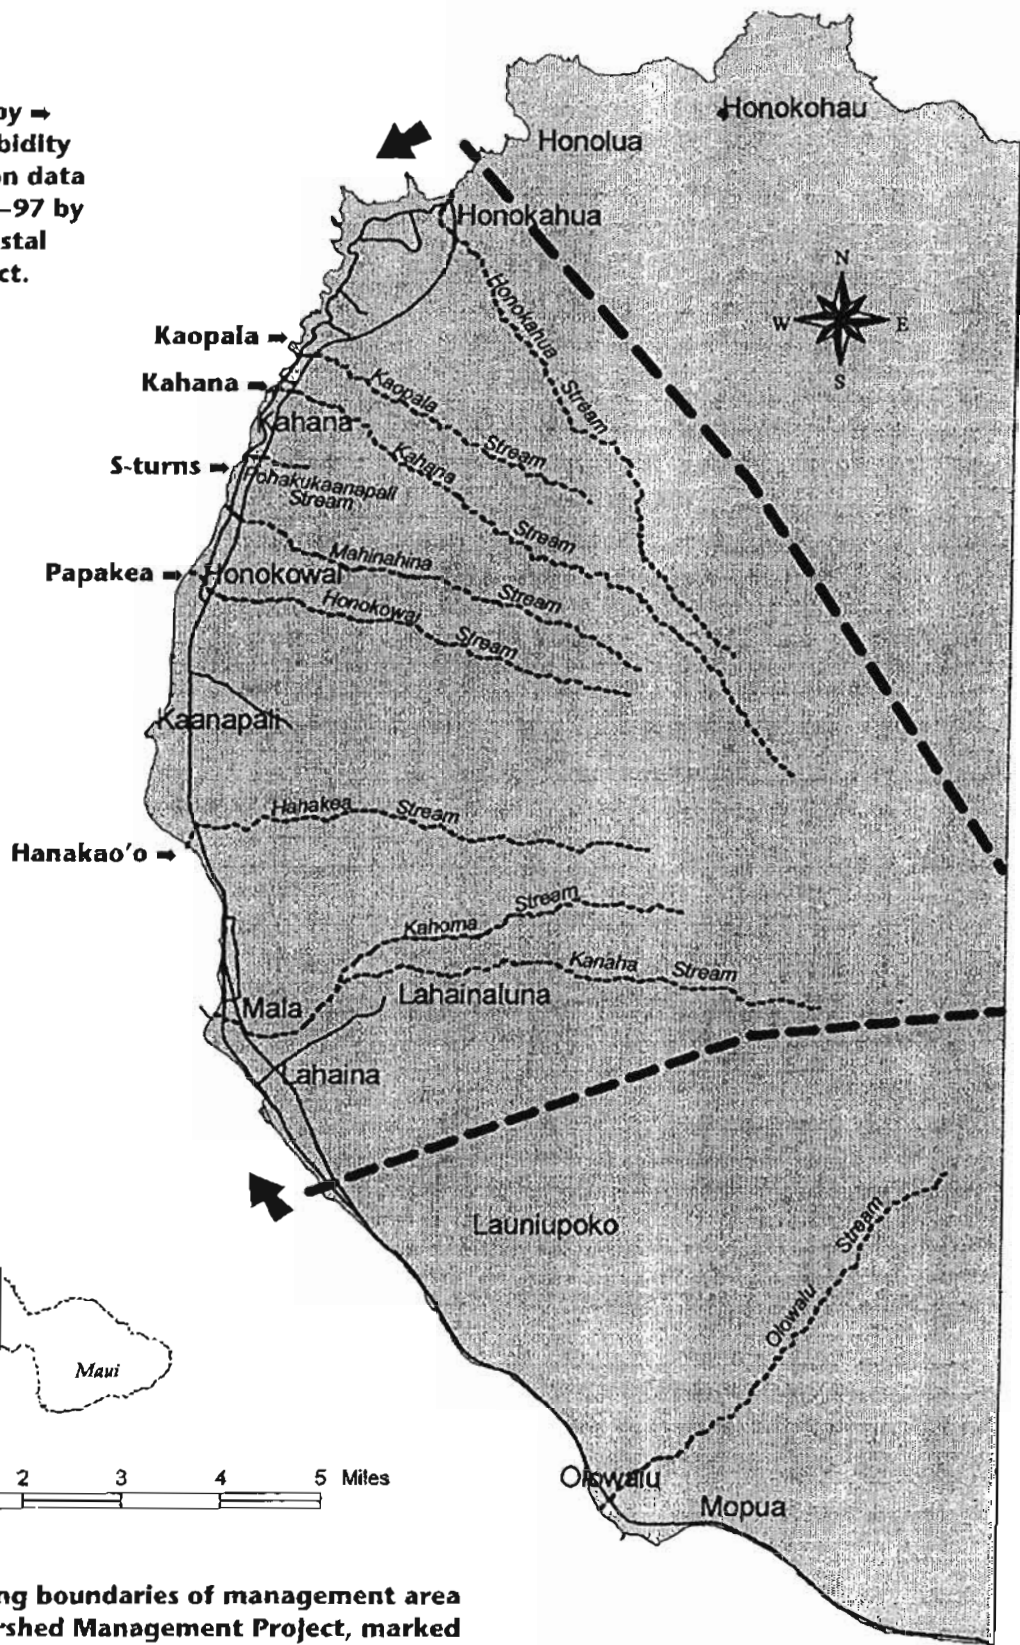 by ➡
bidity
on data
–97 by
stal
ct.
Honokohau
Honolua
Honokahua
N
W E
S
Honokahua Stream
Kaopala ➡
Kahana ➡
Kaopala Stream
Kahana
Kahana Stream
S-turns ➡
Pohakukaanapali
Stream
Mahinahina Stream
Papakea ➡
Honokowai
Honokowai Stream
Kaanapali
Hahakea Stream
Hanakao'o ➡
Kahoma Stream
Kanaha Stream
Mala
Lahainaluna
Lahaina
Launiupoko
Olowalu Stream
Maui
2 3 4 5 Miles
Olowalu
Mopua
ng boundaries of management area
rshed Management Project, marked